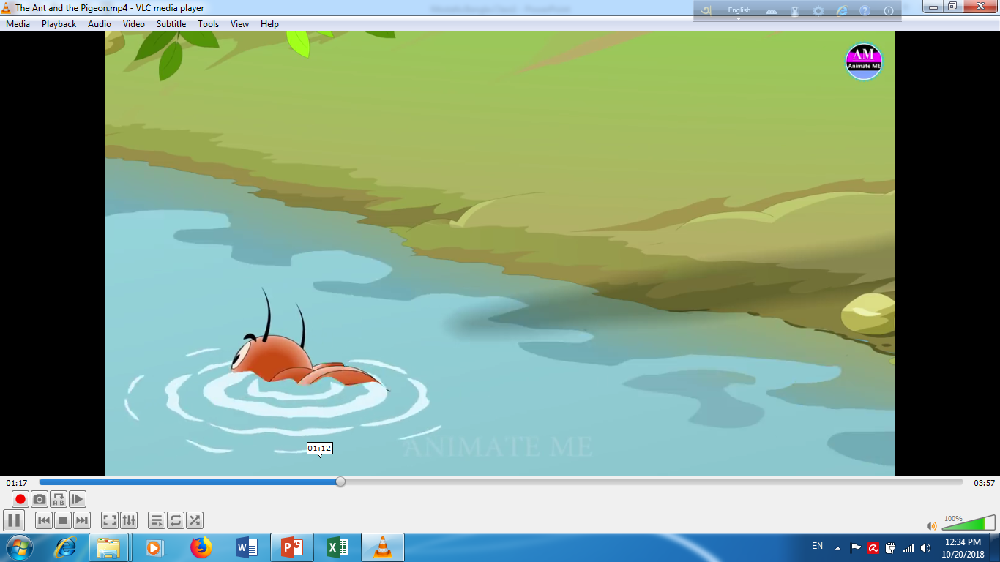 The Ant and the Pigeon.mp4 - VLC media player
English
Media Playback Audio Video Subtitle Tools View Help
AM
Animate ME
ANIMATE ME
01:12
01:17
03:57
A B
100%
EN
12:34 PM
10/20/2018